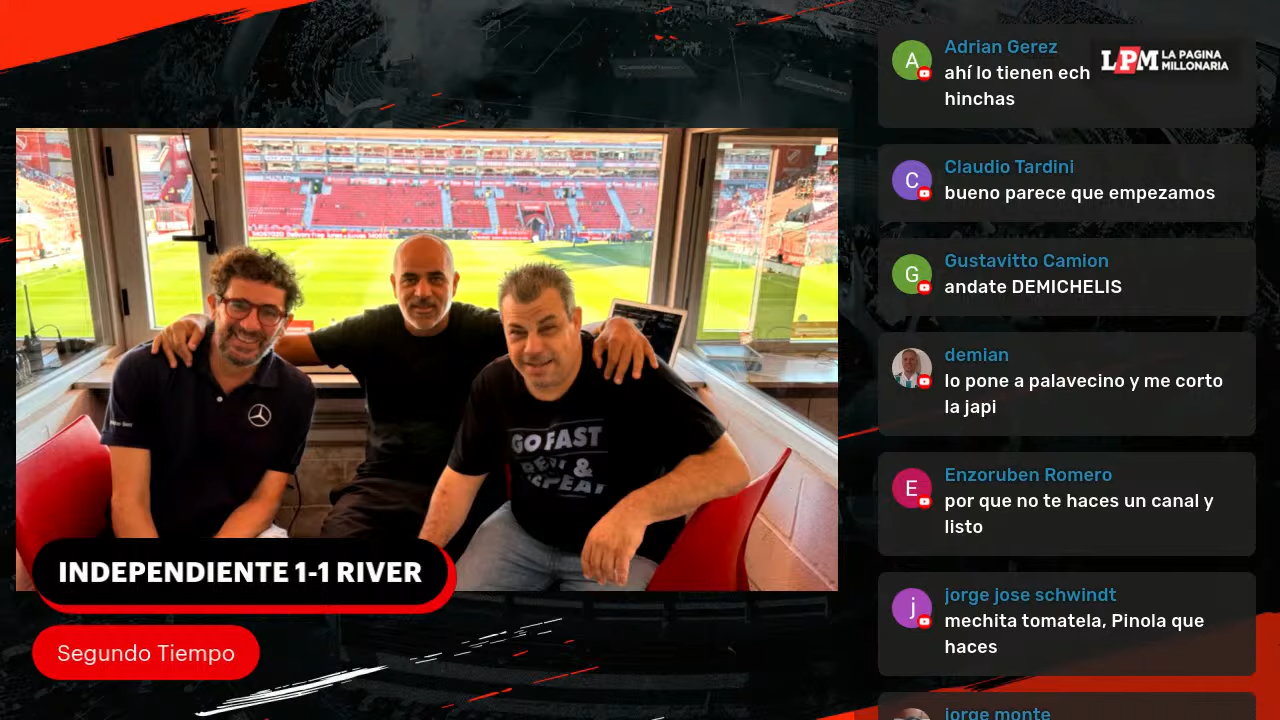 GO FAST
REST &
REPEAT
INDEPENDIENTE 1-1 RIVER
Segundo Tiempo
LPM LA PAGINA
MILLONARIA
Adrian Gerez
ahí lo tienen ech
hinchas
Claudio Tardini
bueno parece que empezamos
Gustavitto Camion
andate DEMICHELIS
demian
lo pone a palavecino y me corto
la japi
Enzoruben Romero
por que no te haces un canal y
listo
jorge jose schwindt
mechita tomatela, Pinola que
haces
jorge monte